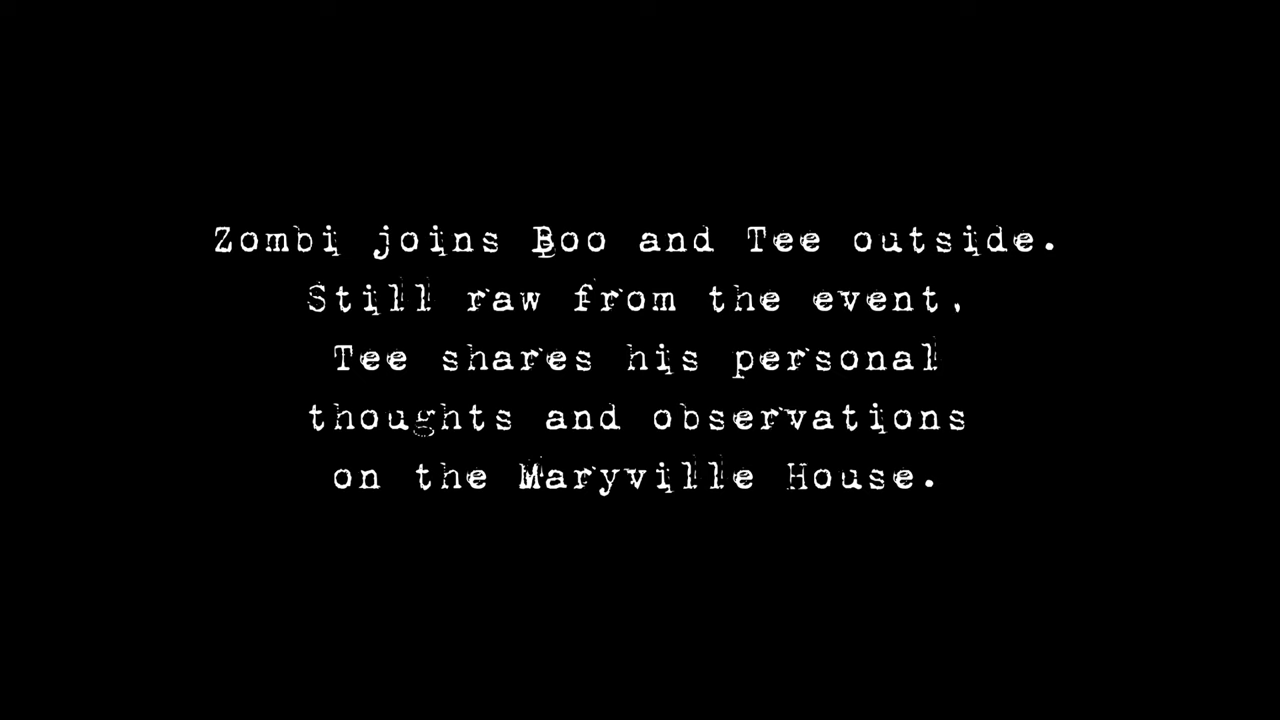 Zombi joins Boo and Tee outside.
Still raw from the event,
Tee shares his personal
thoughts and observations
on the Maryville House.